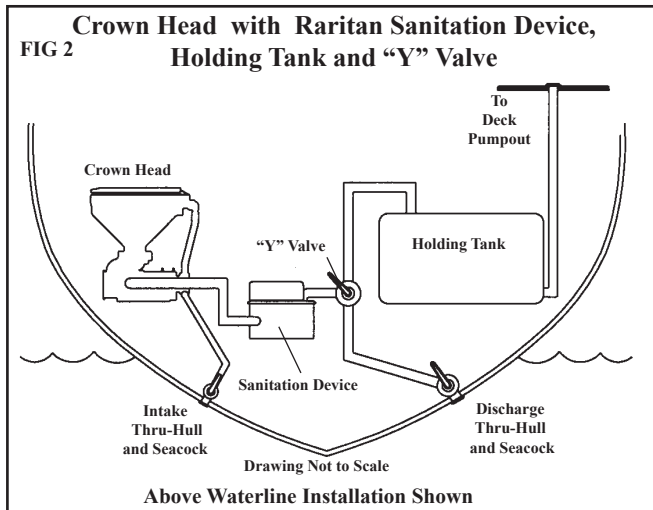 Crown Head with Raritan Sanitation Device,
FIG 2
Holding Tank and “Y” Valve
To
Deck
Pumpout
Crown Head
“Y” Valve
Holding Tank
Sanitation Device
Intake
Thru-Hull
and Seacock
Discharge
Thru-Hull
and Seacock
Drawing Not to Scale
Above Waterline Installation Shown